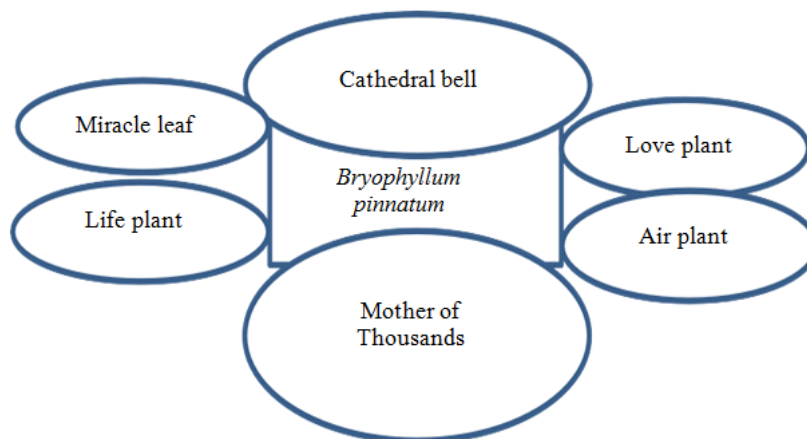 Cathedral bell
Miracle leaf
Love plant
Bryophyllum
pinnatum
Life plant
Air plant
Mother of
Thousands